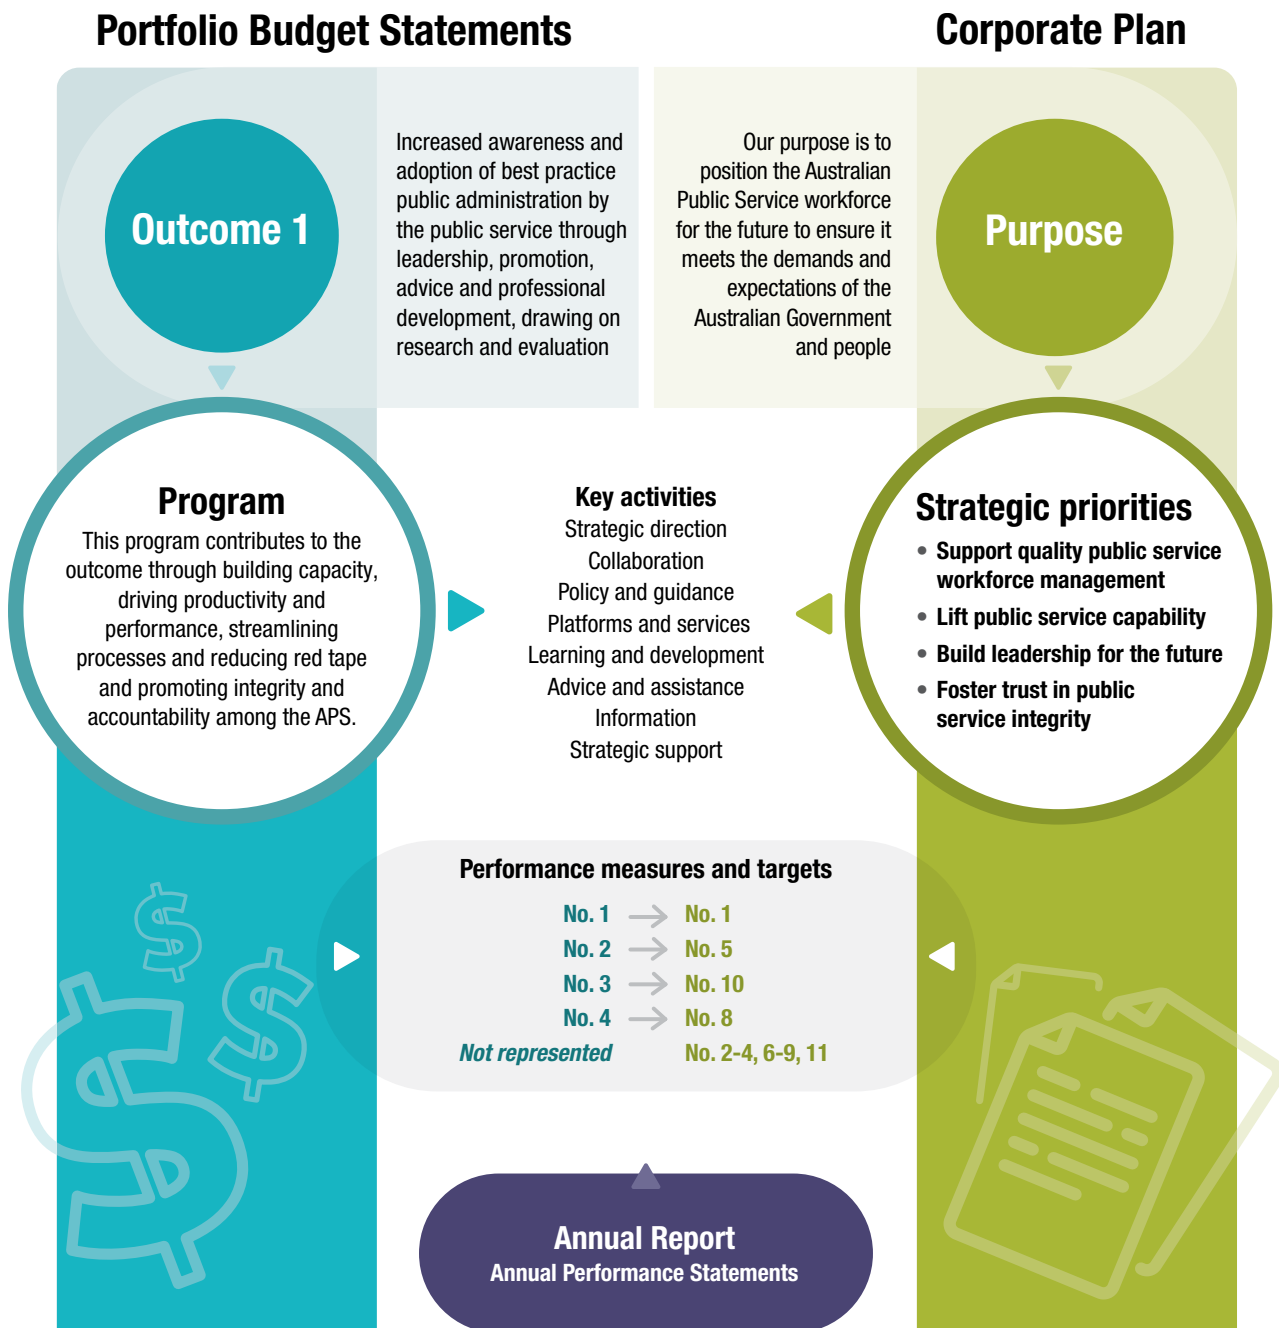 Portfolio Budget Statements
Corporate Plan
Outcome 1
Increased awareness and
adoption of best practice
public administration by
the public service through
leadership, promotion,
advice and professional
development, drawing on
research and evaluation
Our purpose is to
position the Australian
Public Service workforce
for the future to ensure it
meets the demands and
expectations of the
Australian Government
and people
Purpose
Program
This program contributes to the
outcome through building capacity,
driving productivity and
performance, streamlining
processes and reducing red tape
and promoting integrity and
accountability among the APS.
Key activities
Strategic direction
Collaboration
Policy and guidance
Platforms and services
Learning and development
Advice and assistance
Information
Strategic support
Strategic priorities
• Support quality public service
workforce management
• Lift public service capability
• Build leadership for the future
• Foster trust in public
service integrity
Performance measures and targets
No. 1 → No. 1
No. 2 → No. 5
No. 3 → No. 10
No. 4 → No. 8
Not represented No. 2-4, 6-9, 11
$
$
$
Annual Report
Annual Performance Statements